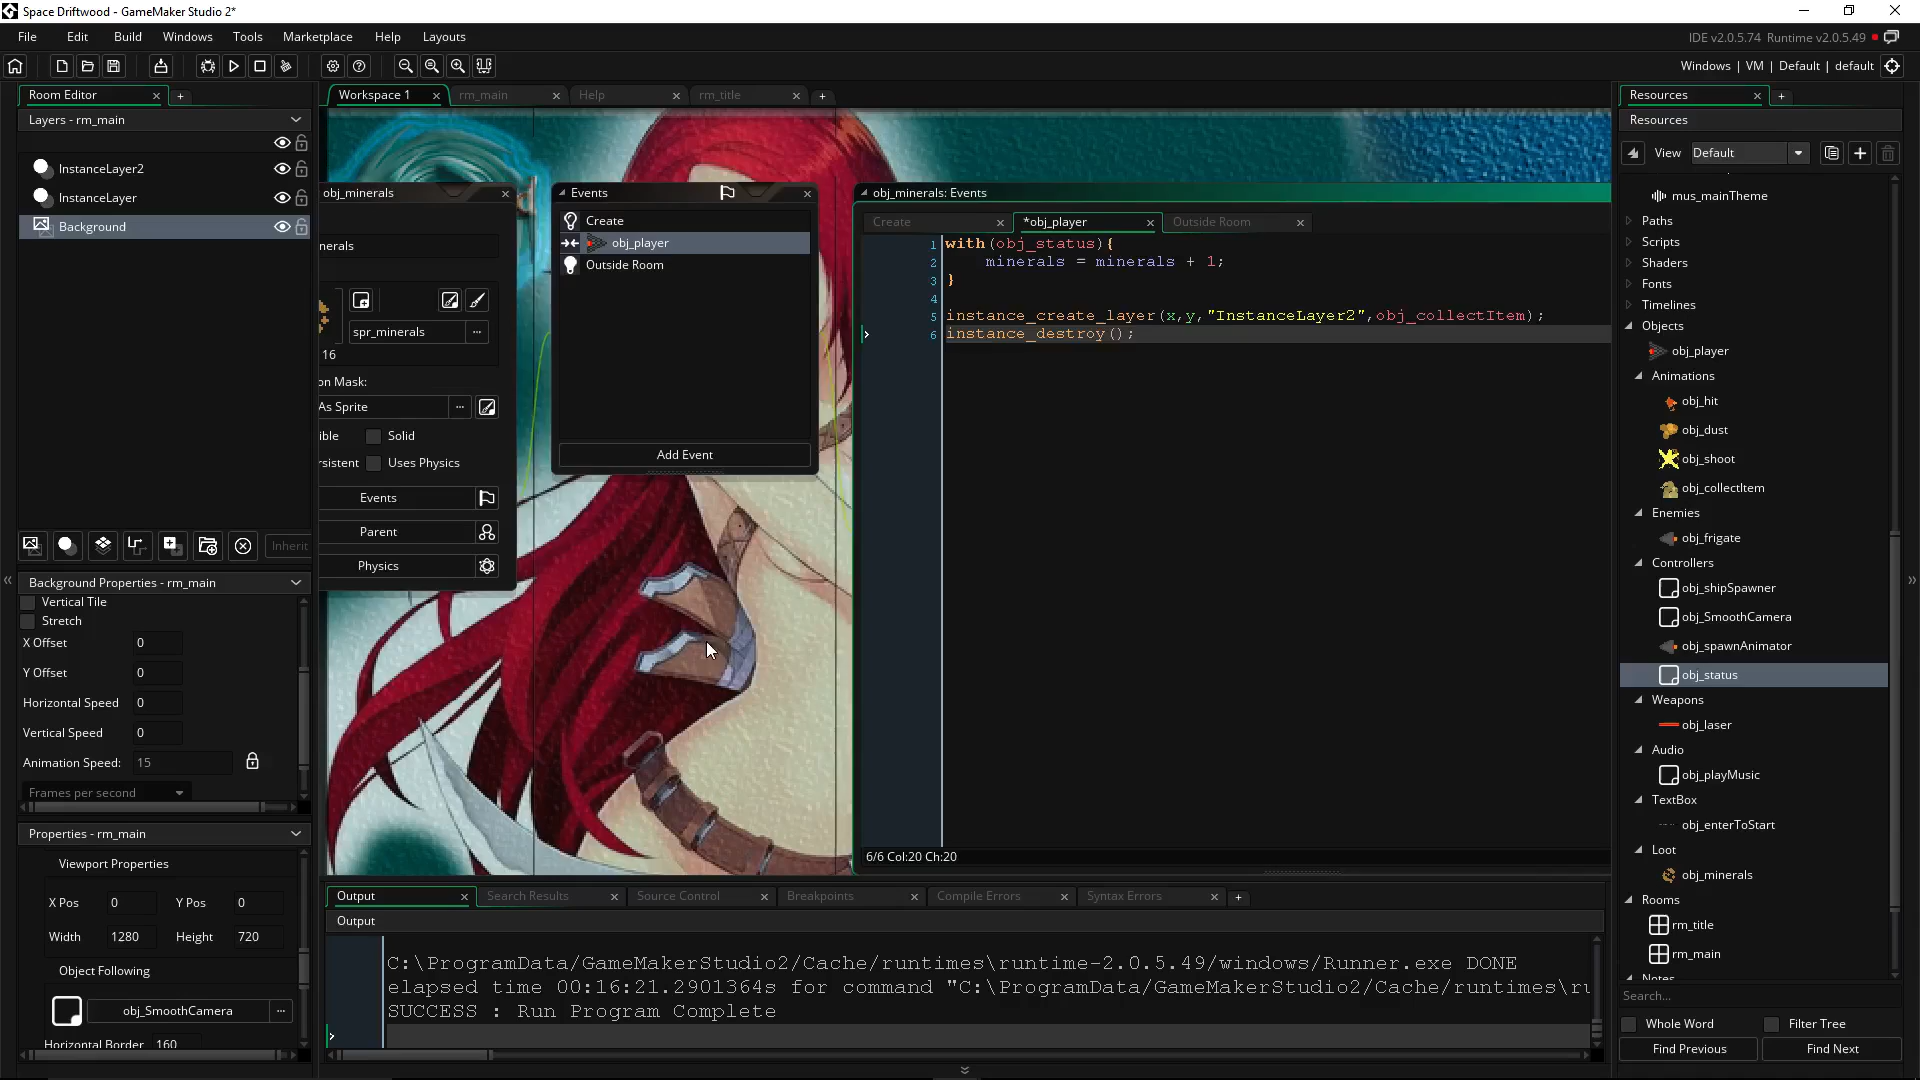 Space Driftwood - GameMaker Studio 2*
File Edit Build Windows Tools Marketplace Help Layouts
IDE v2.0.5.74 Runtime v2.0.5.49
Windows | VM | Default | default
Room Editor
Layers - rm_main
InstanceLayer2
InstanceLayer
Background
Inherit
Background Properties - rm_main
Vertical Tile
Stretch
X Offset 0
Y Offset 0
Horizontal Speed 0
Vertical Speed 0
Animation Speed: 15
Frames per second
Properties - rm_main
Viewport Properties
X Pos 0 Y Pos 0
Width 1280 Height 720
Object Following
obj_SmoothCamera ...
Horizontal Border 160
Workspace 1 rm_main Help rm_title
obj_minerals
nerals
spr_minerals ...
16
on Mask:
As Sprite ...
ible Solid
rsistent Uses Physics
Events
Parent
Physics
Events
Create
obj_player
Outside Room
Add Event
obj_minerals: Events
Create *obj_player Outside Room
1 with(obj_status){
2 minerals = minerals + 1;
3 }
4
5 instance_create_layer(x,y,"InstanceLayer2",obj_collectItem);
6 instance_destroy();
6/6 Col:20 Ch:20
Output Search Results Source Control Breakpoints Compile Errors Syntax Errors
Output
C:\ProgramData/GameMakerStudio2/Cache/runtimes\runtime-2.0.5.49/windows/Runner.exe DONE
elapsed time 00:16:21.2901364s for command "C:\ProgramData/GameMakerStudio2/Cache/runtimes\ru
SUCCESS : Run Program Complete
Resources
Resources
View Default
mus_mainTheme
Paths
Scripts
Shaders
Fonts
Timelines
Objects
obj_player
Animations
obj_hit
obj_dust
obj_shoot
obj_collectItem
Enemies
obj_frigate
Controllers
obj_shipSpawner
obj_SmoothCamera
obj_spawnAnimator
obj_status
Weapons
obj_laser
Audio
obj_playMusic
TextBox
obj_enterToStart
Loot
obj_minerals
Rooms
rm_title
rm_main
Notes
Search...
Whole Word Filter Tree
Find Previous Find Next